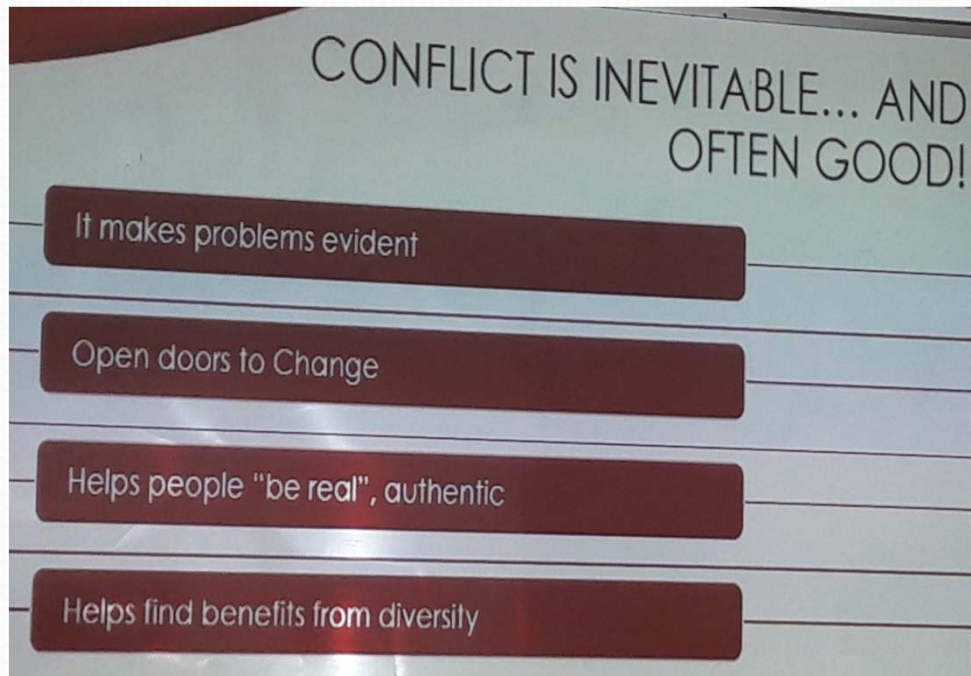 CONFLICT IS INEVITABLE... AND
OFTEN GOOD!
It makes problems evident
Open doors to Change
Helps people “be real”, authentic
Helps find benefits from diversity